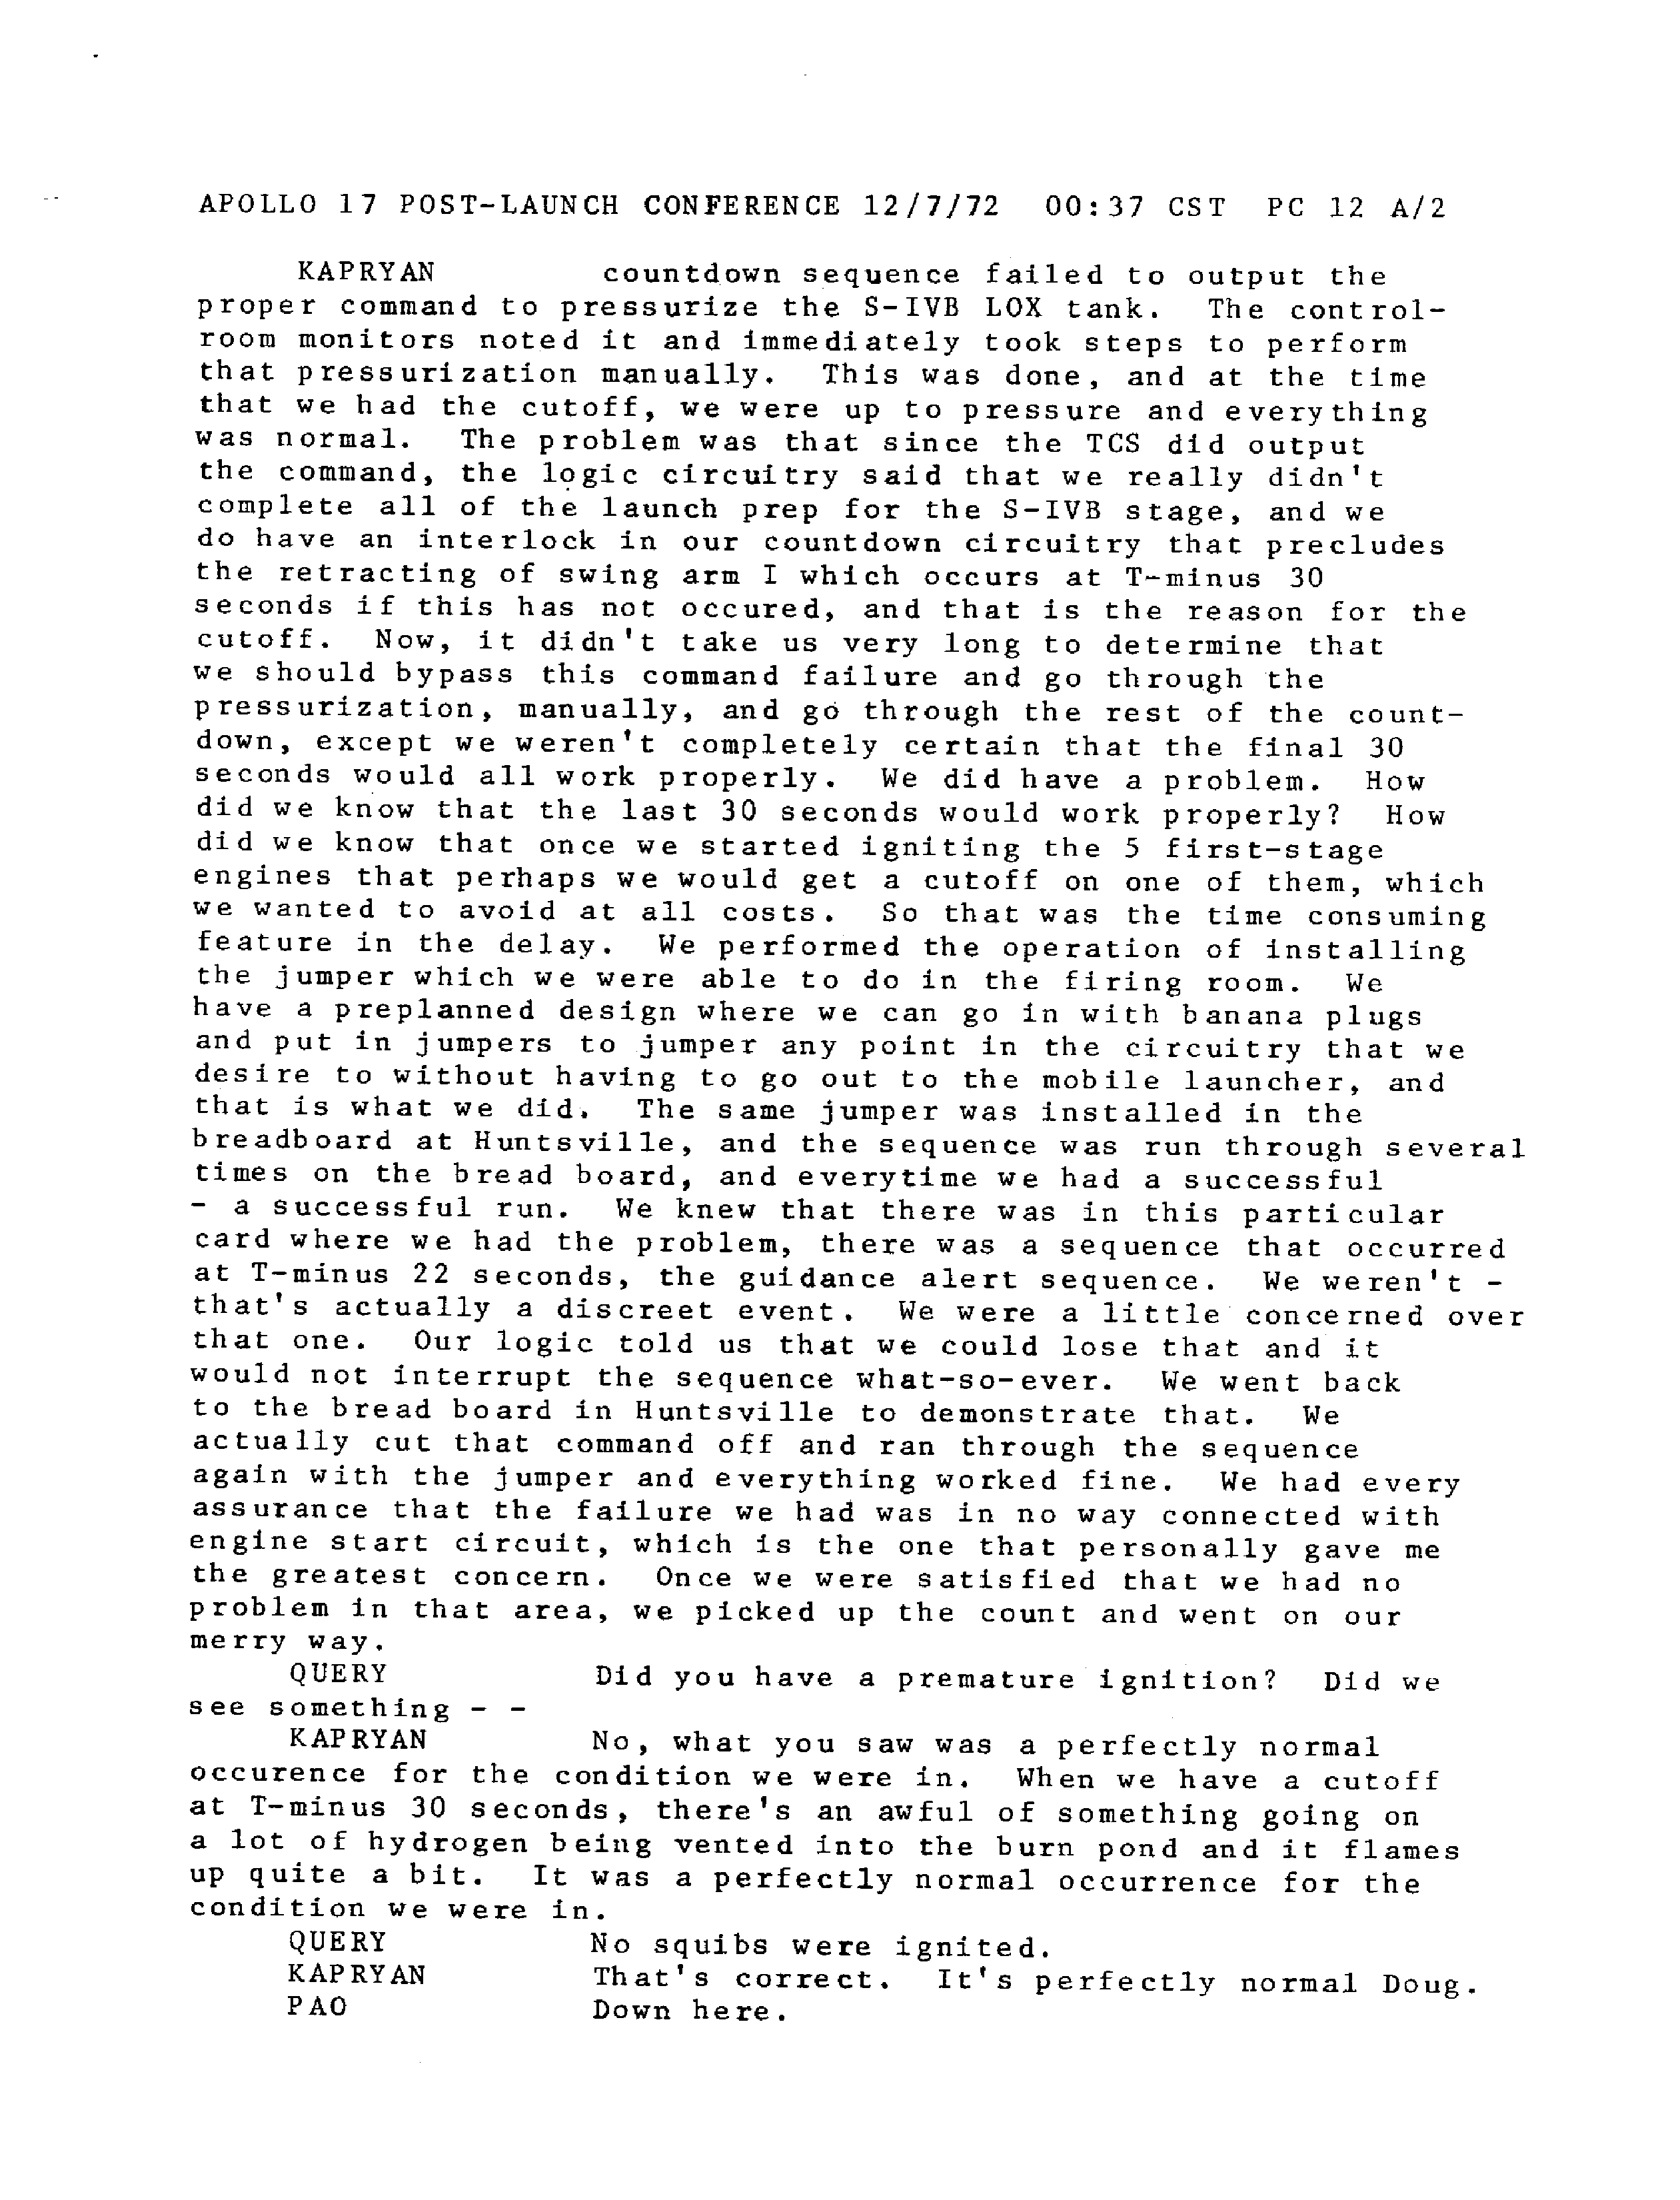 APOLLO 17 POST-LAUNCH CONFERENCE 12/7/72 00:37 CST PC 12 A/2
KAPRYAN countdown sequence failed to output the
proper command to pressurize the S-IVB LOX tank. The control-
room monitors noted it and immediately took steps to perform
that pressurization manually. This was done, and at the time
that we had the cutoff, we were up to pressure and everything
was normal. The problem was that since the TCS did output
the command, the logic circuitry said that we really didn't
complete all of the launch prep for the S-IVB stage, and we
do have an interlock in our countdown circuitry that precludes
the retracting of swing arm I which occurs at T-minus 30
seconds if this has not occured, and that is the reason for the
cutoff. Now, it didn't take us very long to determine that
we should bypass this command failure and go through the
pressurization, manually, and go through the rest of the count-
down, except we weren't completely certain that the final 30
seconds would all work properly. We did have a problem. How
did we know that the last 30 seconds would work properly? How
did we know that once we started igniting the 5 first-stage
engines that perhaps we would get a cutoff on one of them, which
we wanted to avoid at all costs. So that was the time consuming
feature in the delay. We performed the operation of installing
the jumper which we were able to do in the firing room. We
have a preplanned design where we can go in with banana plugs
and put in jumpers to jumper any point in the circuitry that we
desire to without having to go out to the mobile launcher, and
that is what we did. The same jumper was installed in the
breadboard at Huntsville, and the sequence was run through several
times on the bread board, and everytime we had a successful
- a successful run. We knew that there was in this particular
card where we had the problem, there was a sequence that occurred
at T-minus 22 seconds, the guidance alert sequence. We weren't -
that's actually a discreet event. We were a little concerned over
that one. Our logic told us that we could lose that and it
would not interrupt the sequence what-so-ever. We went back
to the bread board in Huntsville to demonstrate that. We
actually cut that command off and ran through the sequence
again with the jumper and everything worked fine. We had every
assurance that the failure we had was in no way connected with
engine start circuit, which is the one that personally gave me
the greatest concern. Once we were satisfied that we had no
problem in that area, we picked up the count and went on our
merry way.
QUERY Did you have a premature ignition? Did we
see something - -
KAPRYAN No, what you saw was a perfectly normal
occurence for the condition we were in. When we have a cutoff
at T-minus 30 seconds, there's an awful of something going on
a lot of hydrogen being vented into the burn pond and it flames
up quite a bit. It was a perfectly normal occurrence for the
condition we were in.
QUERY No squibs were ignited.
KAPRYAN That's correct. It's perfectly normal Doug.
PAO Down here.